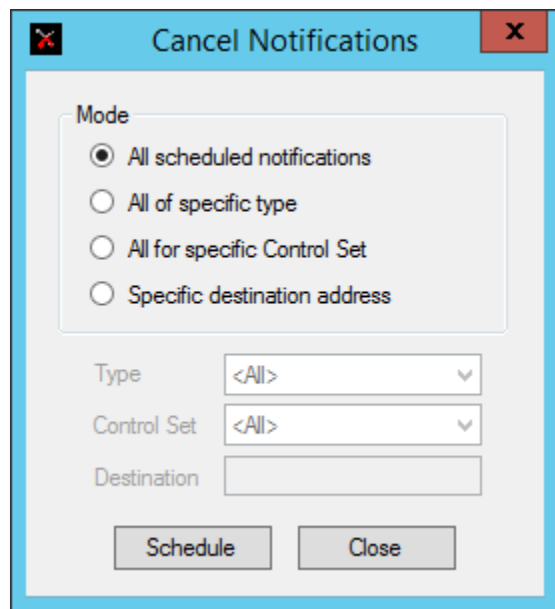 Cancel Notifications
x
Mode
All scheduled notifications
All of specific type
All for specific Control Set
Specific destination address
Type <All>
Control Set <All>
Destination
Schedule Close